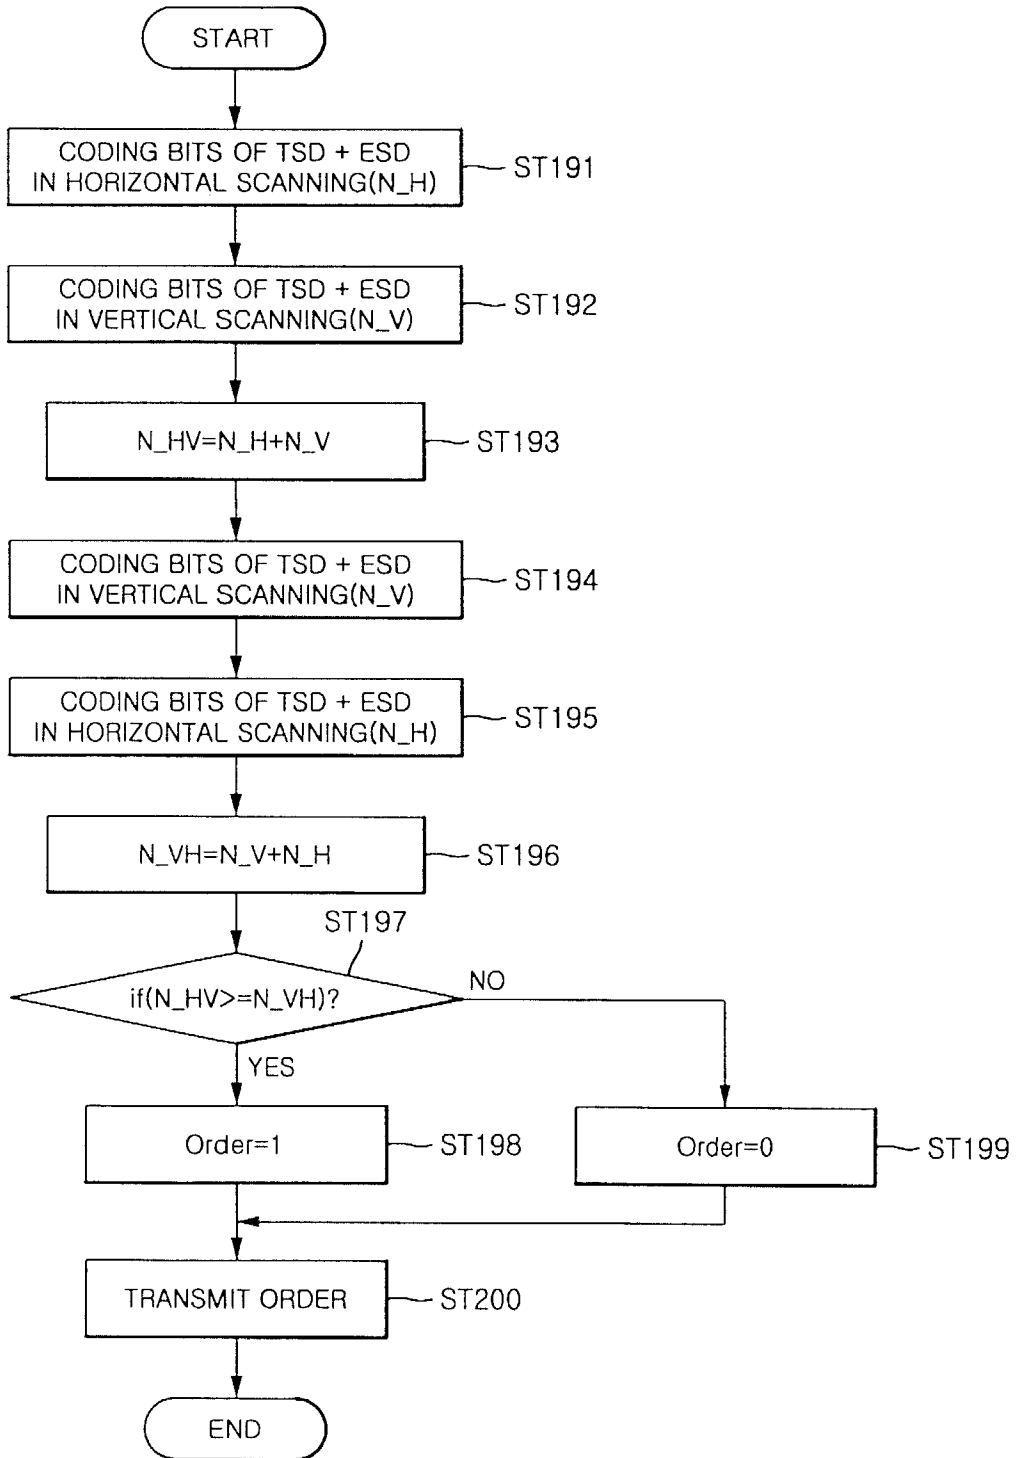 START
CODING BITS OF TSD + ESD
IN HORIZONTAL SCANNING(N_H)
ST191
CODING BITS OF TSD + ESD
IN VERTICAL SCANNING(N_V)
ST192
N_HV=N_H+N_V
ST193
CODING BITS OF TSD + ESD
IN VERTICAL SCANNING(N_V)
ST194
CODING BITS OF TSD + ESD
IN HORIZONTAL SCANNING(N_H)
ST195
N_VH=N_V+N_H
ST196
ST197
if(N_HV>=N_VH)?
NO
YES
Order=1
ST198
Order=0
ST199
TRANSMIT ORDER
ST200
END